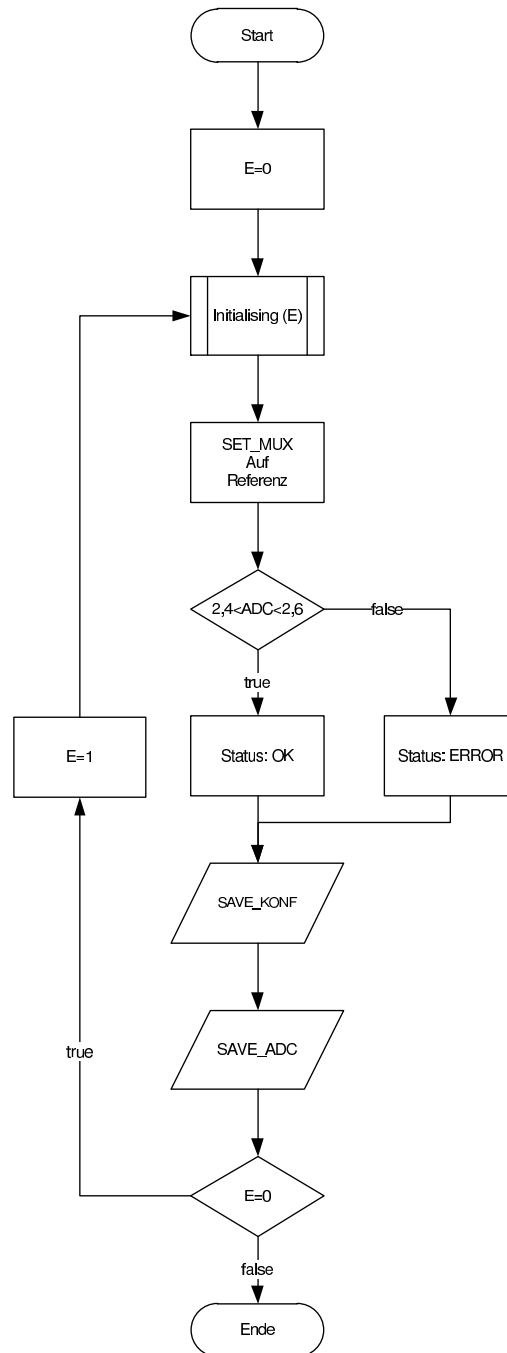 Start
E=0
Initialising (E)
SET_MUX
Auf
Referenz
2,4<ADC<2,6
false
true
E=1
Status: OK
Status: ERROR
SAVE_KONF
SAVE_ADC
true
E=0
false
Ende